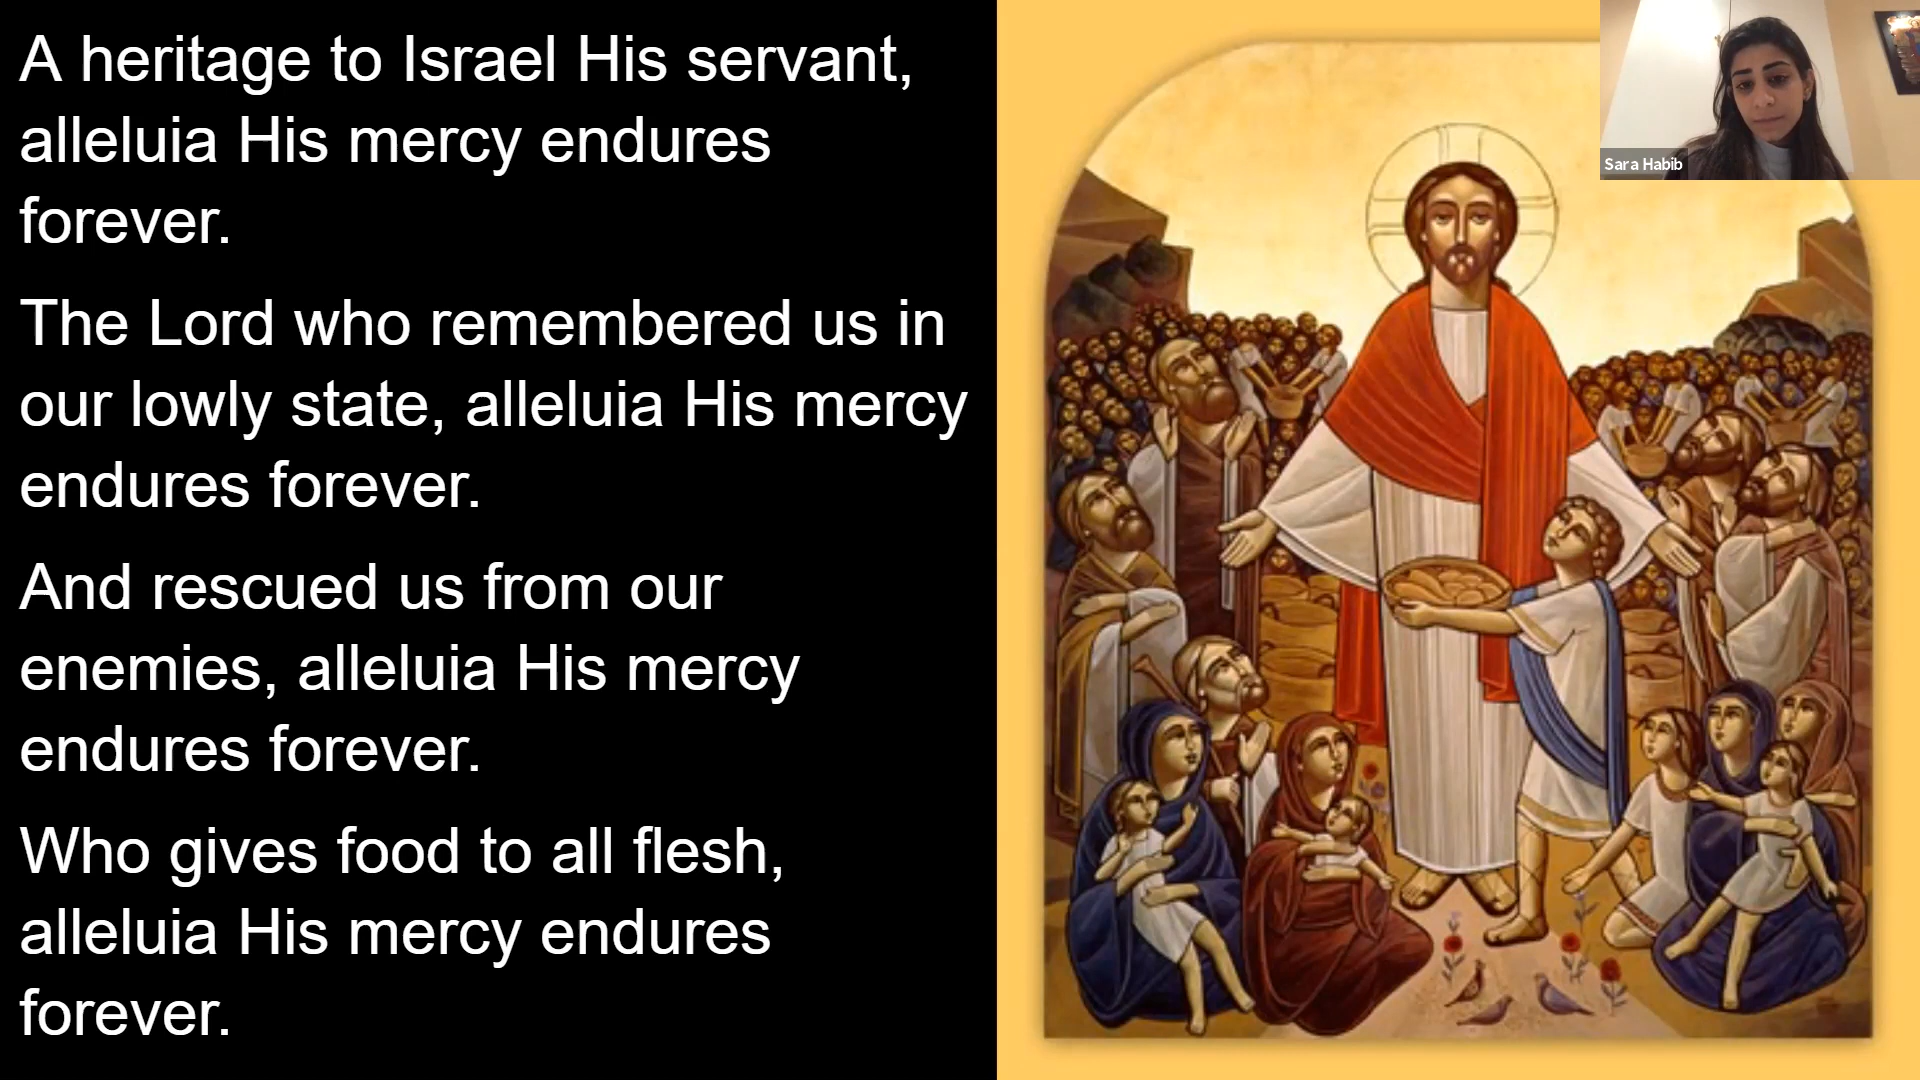 A heritage to Israel His servant,
alleluia His mercy endures
forever.
The Lord who remembered us in
our lowly state, alleluia His mercy
endures forever.
And rescued us from our
enemies, alleluia His mercy
endures forever.
Who gives food to all flesh,
alleluia His mercy endures
forever.
Sara Habib